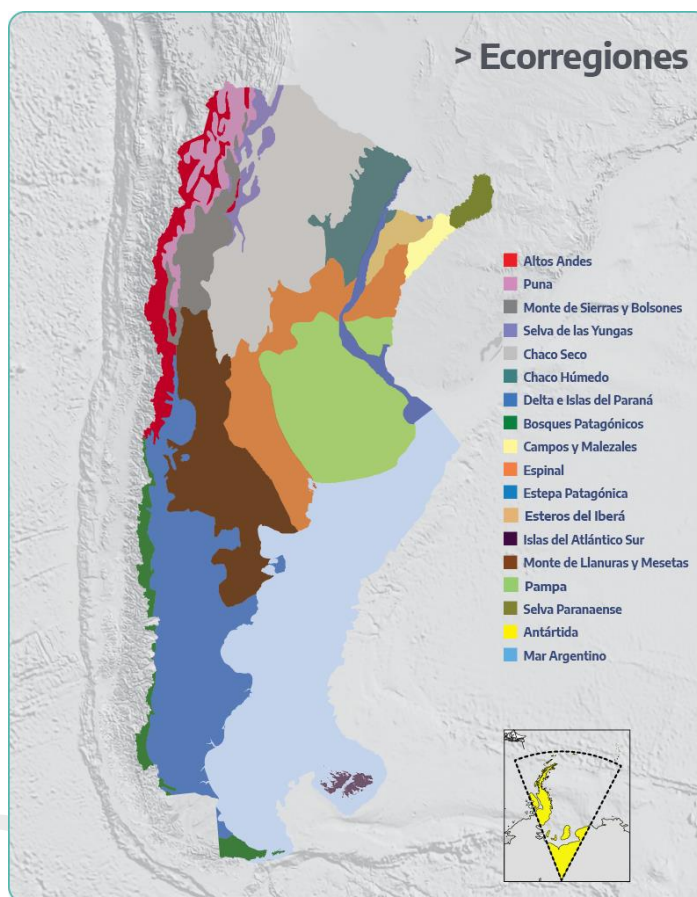 > Ecorregiones
Altos Andes
Puna
Monte de Sierras y Bolsones
Selva de las Yungas
Chaco Seco
Chaco Húmedo
Delta e Islas del Paraná
Bosques Patagónicos
Campos y Malezales
Espinal
Estepa Patagónica
Esteros del Iberá
Islas del Atlántico Sur
Monte de Llanuras y Mesetas
Pampa
Selva Paranaense
Antártida
Mar Argentino